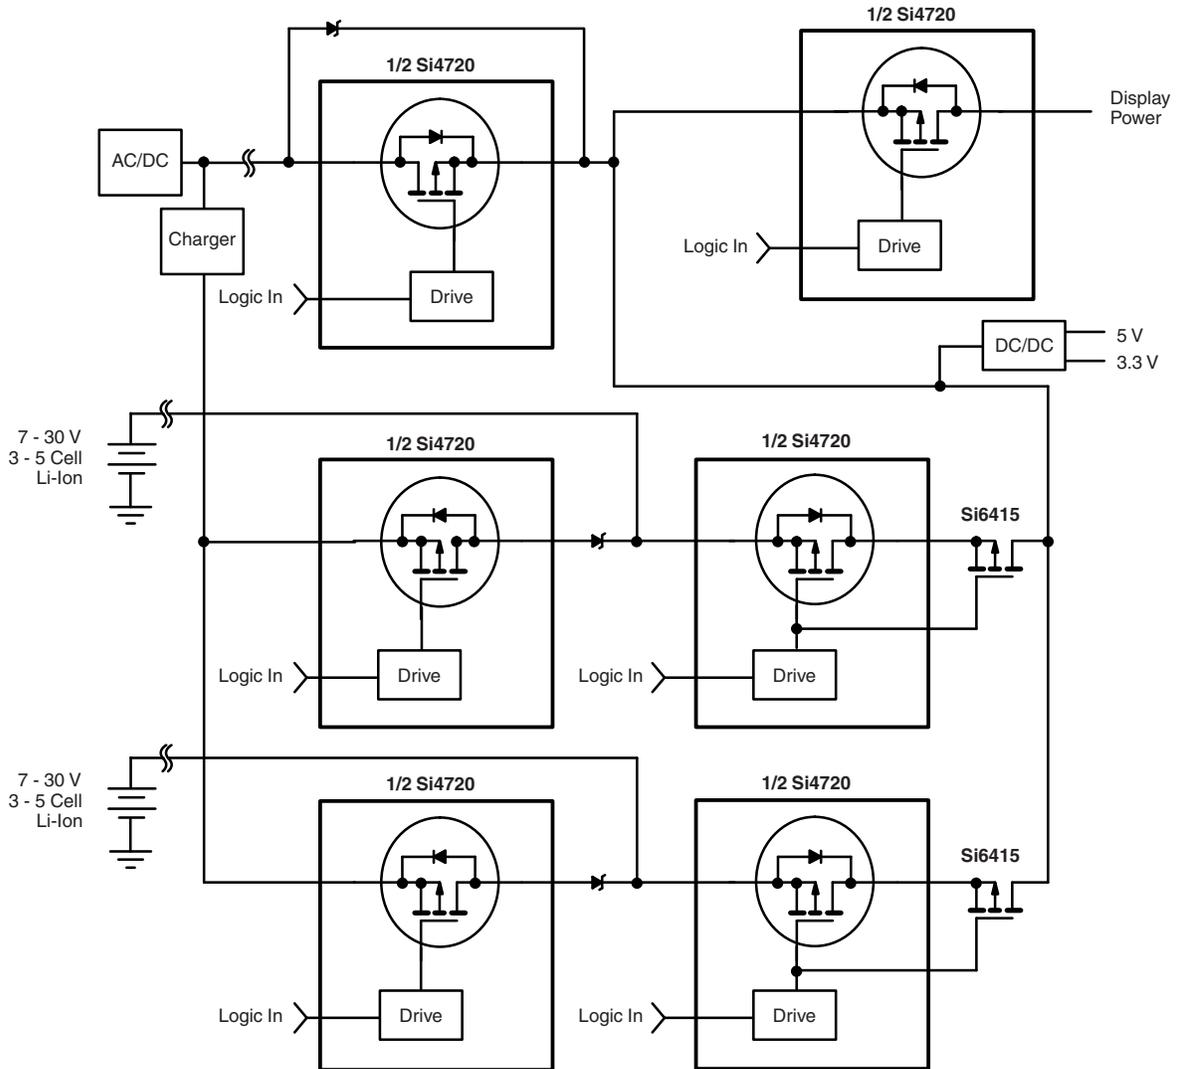 1/2 Si4720
1/2 Si4720
Display
Power
AC/DC
Charger
Logic In
Drive
Logic In
Drive
DC/DC
5 V
3.3 V
7 - 30 V
3 - 5 Cell
Li-Ion
1/2 Si4720
1/2 Si4720
Si6415
Logic In
Drive
Logic In
Drive
7 - 30 V
3 - 5 Cell
Li-Ion
1/2 Si4720
1/2 Si4720
Si6415
Logic In
Drive
Logic In
Drive